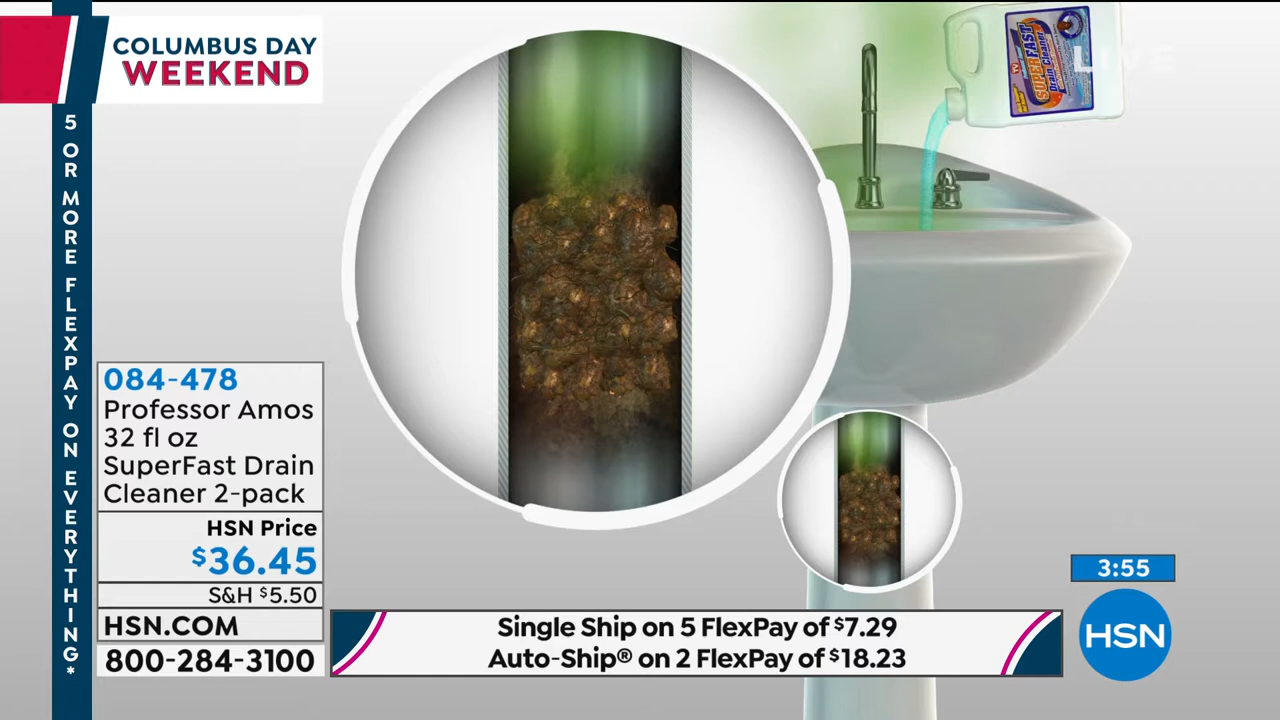 COLUMBUS DAY
WEEKEND
5 OR MORE FLEXPAY ON EVERYTHING*
SUPERFAST
Drain Cleaner
LIVE
084-478
Professor Amos
32 fl oz
SuperFast Drain
Cleaner 2-pack
HSN Price
$36.45
S&H $5.50
HSN.COM
800-284-3100
Single Ship on 5 FlexPay of $7.29
Auto-Ship® on 2 FlexPay of $18.23
3:55
HSN